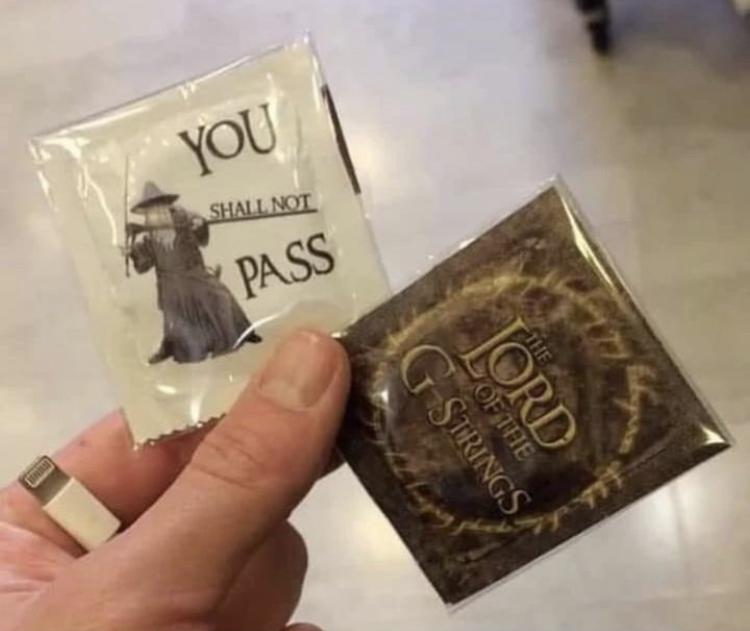 YOU
SHALL NOT
PASS
THE
LORD
OF THE
G-STRINGS